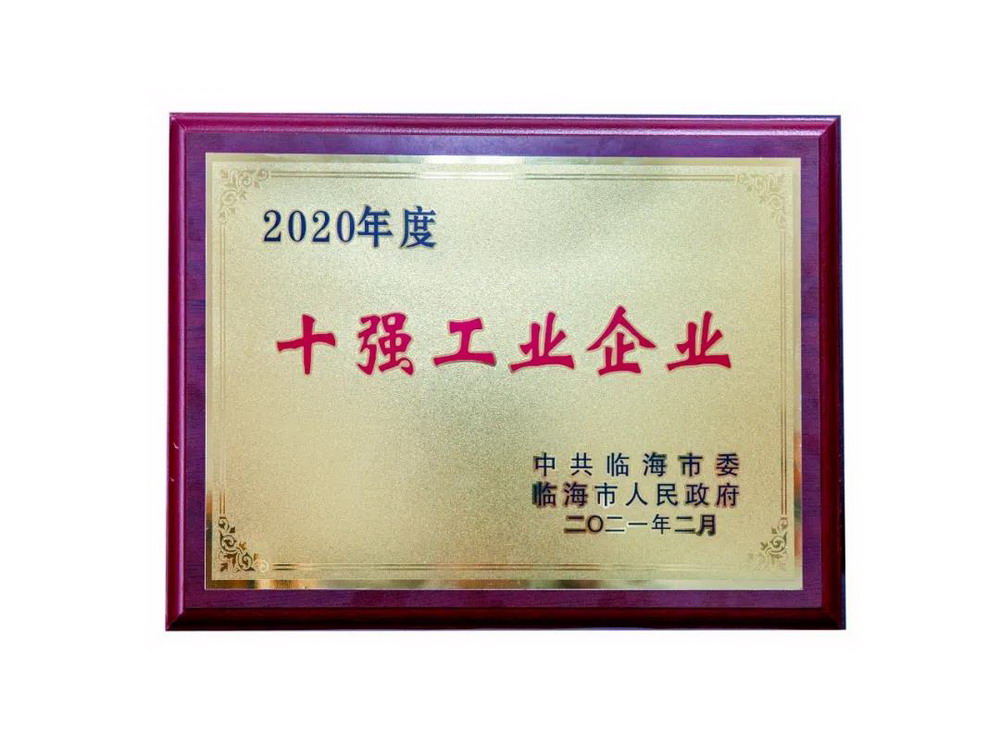 2020年度
十强工业企业
中共临海市委
临海市人民政府
二〇二一年二月